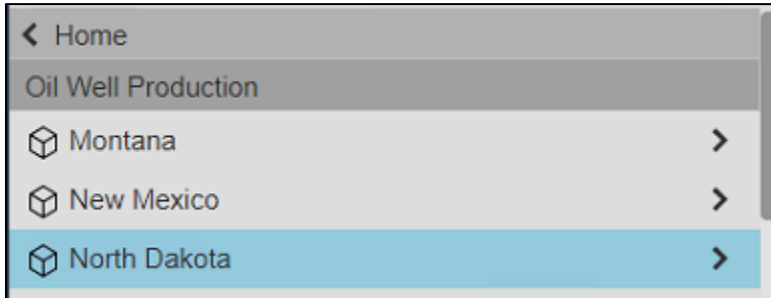 Home
Oil Well Production
Montana
New Mexico
North Dakota